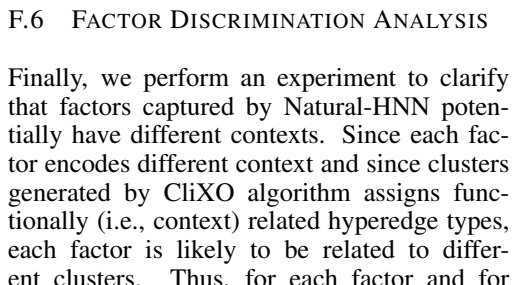 F.6 FACTOR DISCRIMINATION ANALYSIS
Finally, we perform an experiment to clarify
that factors captured by Natural-HNN poten-
tially have different contexts. Since each fac-
tor encodes different context and since clusters
generated by CliXO algorithm assigns func-
tionally (i.e., context) related hyperedge types,
each factor is likely to be related to differ-
ent clusters. Thus, for each factor and for